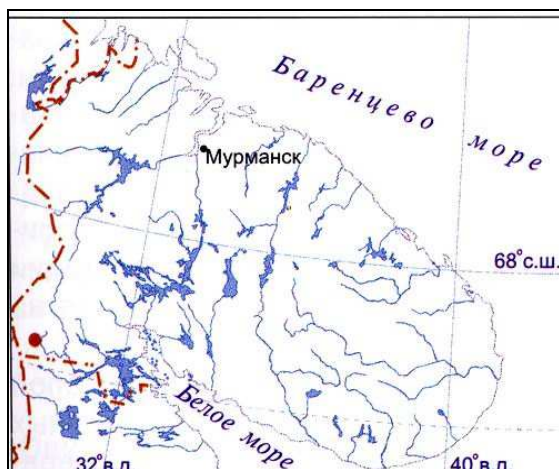 Баренцево море
Мурманск
68°с.ш.
Белое море
32°в.д.
40°в.д.